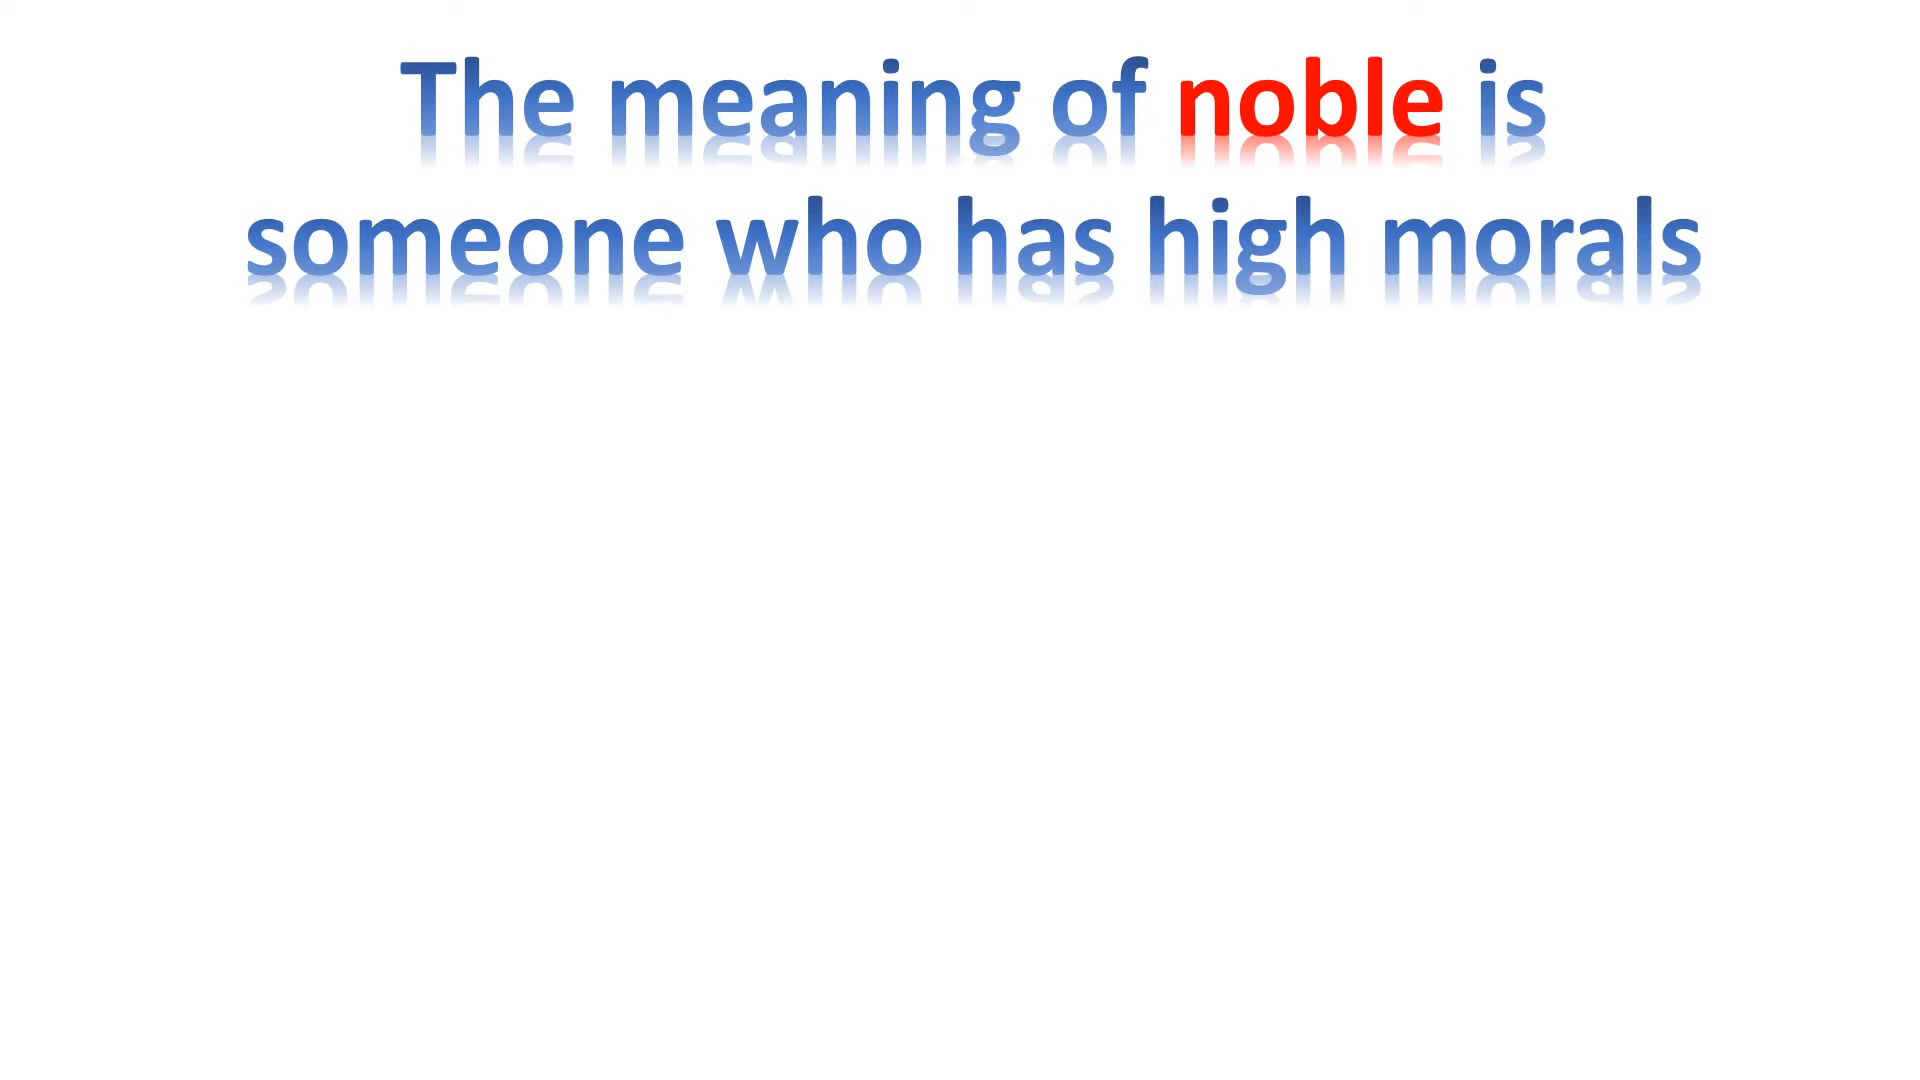 The meaning of noble is
someone who has high morals